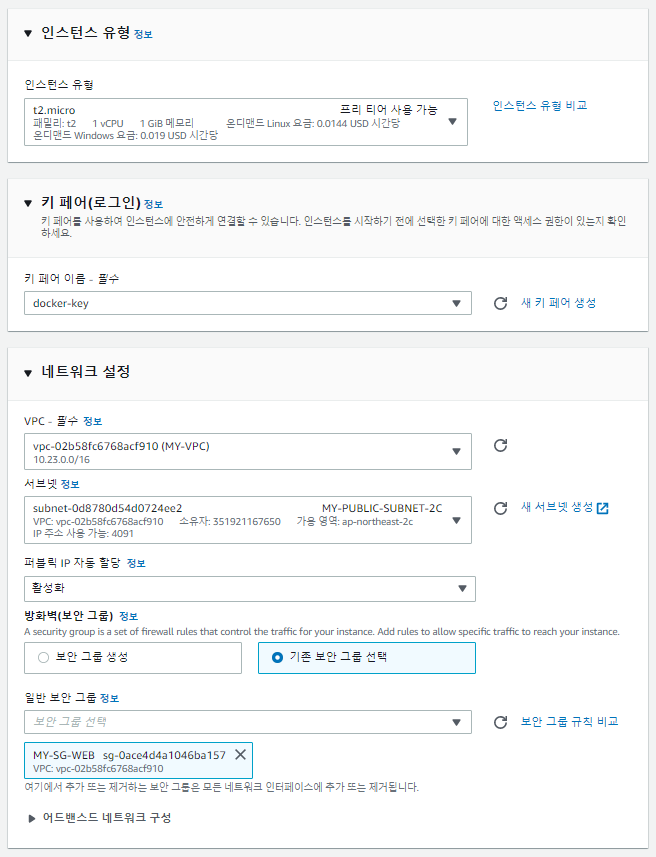 인스턴스 유형 정보
인스턴스 유형
t2.micro 프리 티어 사용 가능
패밀리: t2 1 vCPU 1 GiB 메모리 온디맨드 Linux 요금: 0.0144 USD 시간당
온디맨드 Windows 요금: 0.019 USD 시간당
인스턴스 유형 비교
키 페어(로그인) 정보
키 페어를 사용하여 인스턴스에 안전하게 연결할 수 있습니다. 인스턴스를 시작하기 전에 선택한 키 페어에 대한 액세스 권한이 있는지 확인
하세요.
키 페어 이름 - 필수
docker-key
새 키 페어 생성
네트워크 설정
VPC - 필수 정보
vpc-02b58fc6768acf910 (MY-VPC)
10.23.0.0/16
서브넷 정보
subnet-0d8780d54d0724ee2 MY-PUBLIC-SUBNET-2C
VPC: vpc-02b58fc6768acf910 소유자: 351921167650 가용 영역: ap-northeast-2c
IP 주소 사용 가능: 4091
새 서브넷 생성
퍼블릭 IP 자동 할당 정보
활성화
방화벽(보안 그룹) 정보
A security group is a set of firewall rules that control the traffic for your instance. Add rules to allow specific traffic to reach your instance.
보안 그룹 생성
기존 보안 그룹 선택
일반 보안 그룹 정보
보안 그룹 선택
보안 그룹 규칙 비교
MY-SG-WEB sg-0ace4d4a1046ba157
VPC: vpc-02b58fc6768acf910
여기에서 추가 또는 제거하는 보안 그룹은 모든 네트워크 인터페이스에 추가 또는 제거됩니다.
어드밴스드 네트워크 구성